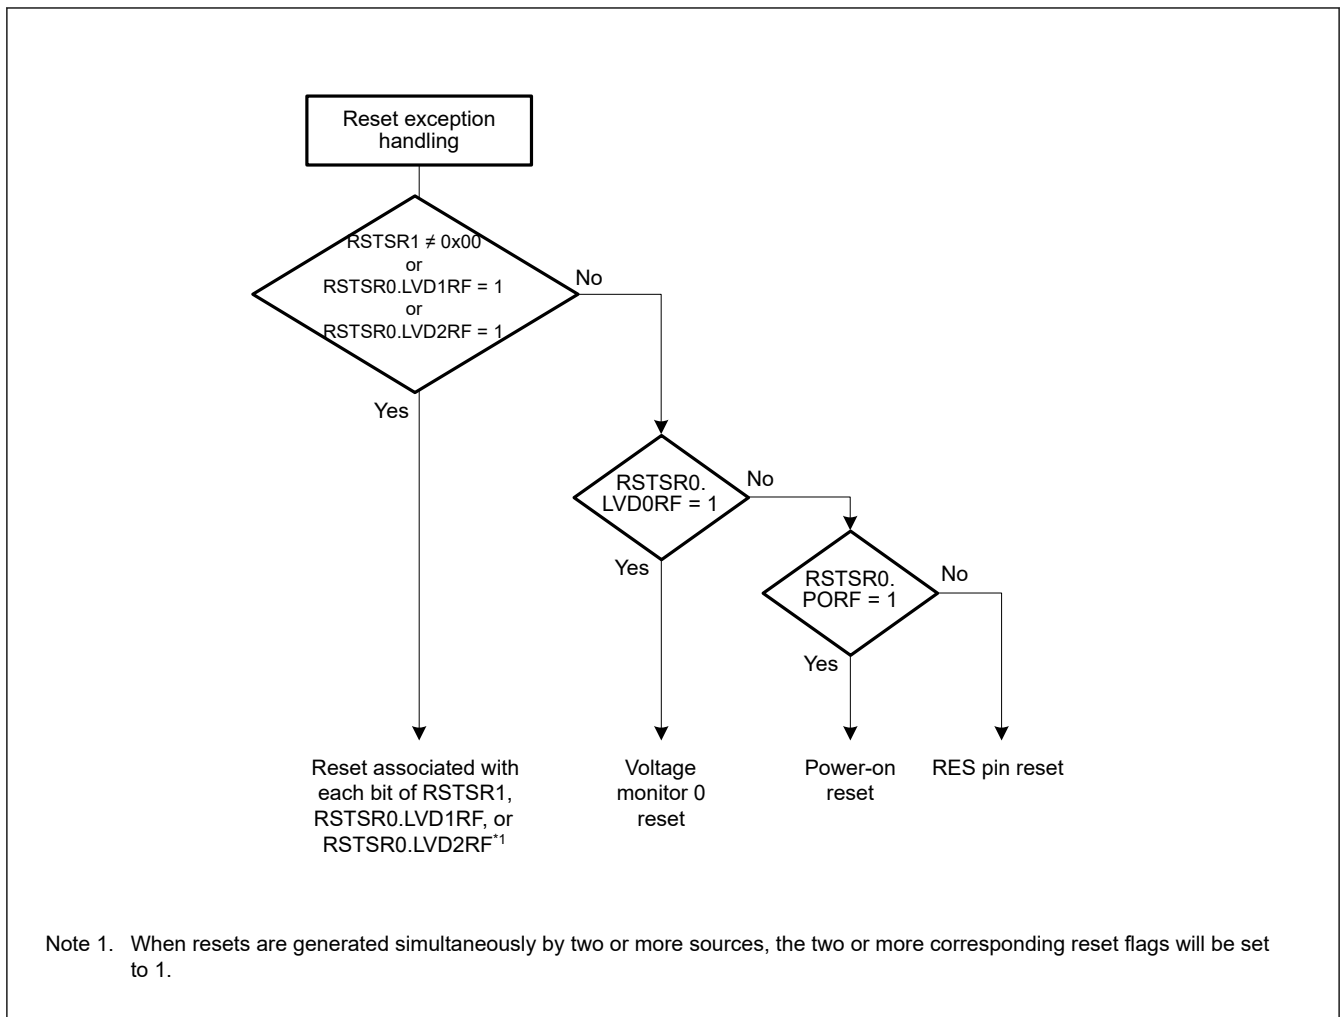 Reset exception
handling
RSTSR1 ≠ 0x00
or
RSTSR0.LVD1RF = 1
or
RSTSR0.LVD2RF = 1
No
Yes
RSTSR0.
LVD0RF = 1
No
Yes
RSTSR0.
PORF = 1
No
Yes
Reset associated with
each bit of RSTSR1,
RSTSR0.LVD1RF, or
RSTSR0.LVD2RF*1
Voltage
monitor 0
reset
Power-on
reset
RES pin reset
Note 1. When resets are generated simultaneously by two or more sources, the two or more corresponding reset flags will be set
to 1.